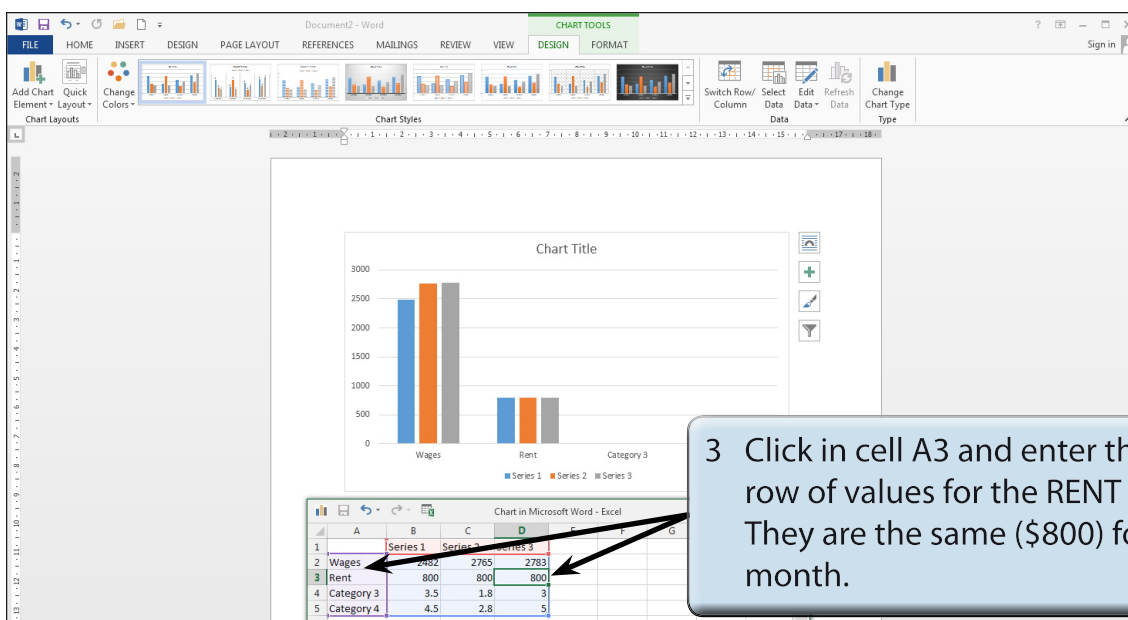 Document2 - Word
CHART TOOLS
FILE HOME INSERT DESIGN PAGE LAYOUT REFERENCES MAILINGS REVIEW VIEW DESIGN FORMAT
Sign in
Add Chart Element
Quick Layout
Change Colors
Switch Row/ Column
Select Data
Edit Data
Refresh Data
Change Chart Type
Chart Layouts
Chart Styles
Data
Type
Chart Title
3000
2500
2000
1500
1000
500
0
Wages Rent Category 3
Series 1 Series 2 Series 3
Chart in Microsoft Word - Excel
A B C D E F G
1 Series 1 Series 2 Series 3
2 Wages 2482 2765 2783
3 Rent 800 800 800
4 Category 3 3.5 1.8 3
5 Category 4 4.5 2.8 5
3 Click in cell A3 and enter th
row of values for the RENT
They are the same ($800) fo
month.